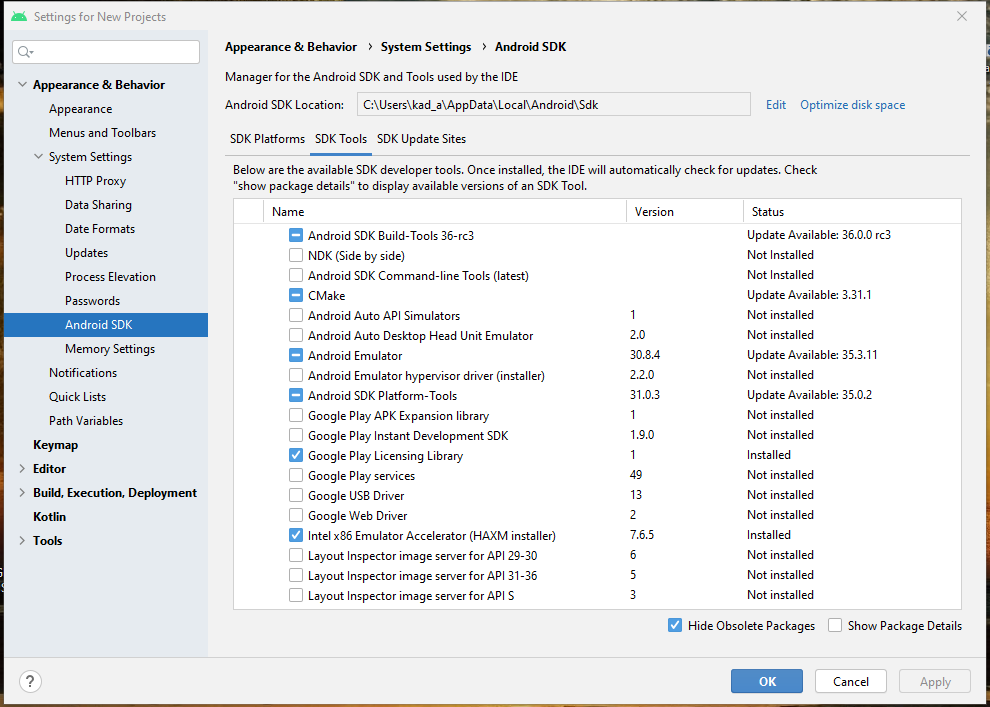 Settings for New Projects
Appearance & Behavior
Appearance
Menus and Toolbars
System Settings
HTTP Proxy
Data Sharing
Date Formats
Updates
Process Elevation
Passwords
Android SDK
Memory Settings
Notifications
Quick Lists
Path Variables
Keymap
Editor
Build, Execution, Deployment
Kotlin
Tools
Appearance & Behavior › System Settings › Android SDK
Manager for the Android SDK and Tools used by the IDE
Android SDK Location: C:\Users\kad_a\AppData\Local\Android\Sdk Edit Optimize disk space
SDK Platforms SDK Tools SDK Update Sites
Below are the available SDK developer tools. Once installed, the IDE will automatically check for updates. Check
"show package details" to display available versions of an SDK Tool.
Name Version Status
Android SDK Build-Tools 36-rc3 Update Available: 36.0.0 rc3
NDK (Side by side) Not Installed
Android SDK Command-line Tools (latest) Not Installed
CMake Update Available: 3.31.1
Android Auto API Simulators 1 Not installed
Android Auto Desktop Head Unit Emulator 2.0 Not installed
Android Emulator 30.8.4 Update Available: 35.3.11
Android Emulator hypervisor driver (installer) 2.2.0 Not installed
Android SDK Platform-Tools 31.0.3 Update Available: 35.0.2
Google Play APK Expansion library 1 Not installed
Google Play Instant Development SDK 1.9.0 Not installed
Google Play Licensing Library 1 Installed
Google Play services 49 Not installed
Google USB Driver 13 Not installed
Google Web Driver 2 Not installed
Intel x86 Emulator Accelerator (HAXM installer) 7.6.5 Installed
Layout Inspector image server for API 29-30 6 Not installed
Layout Inspector image server for API 31-36 5 Not installed
Layout Inspector image server for API S 3 Not installed
Hide Obsolete Packages Show Package Details
? OK Cancel Apply